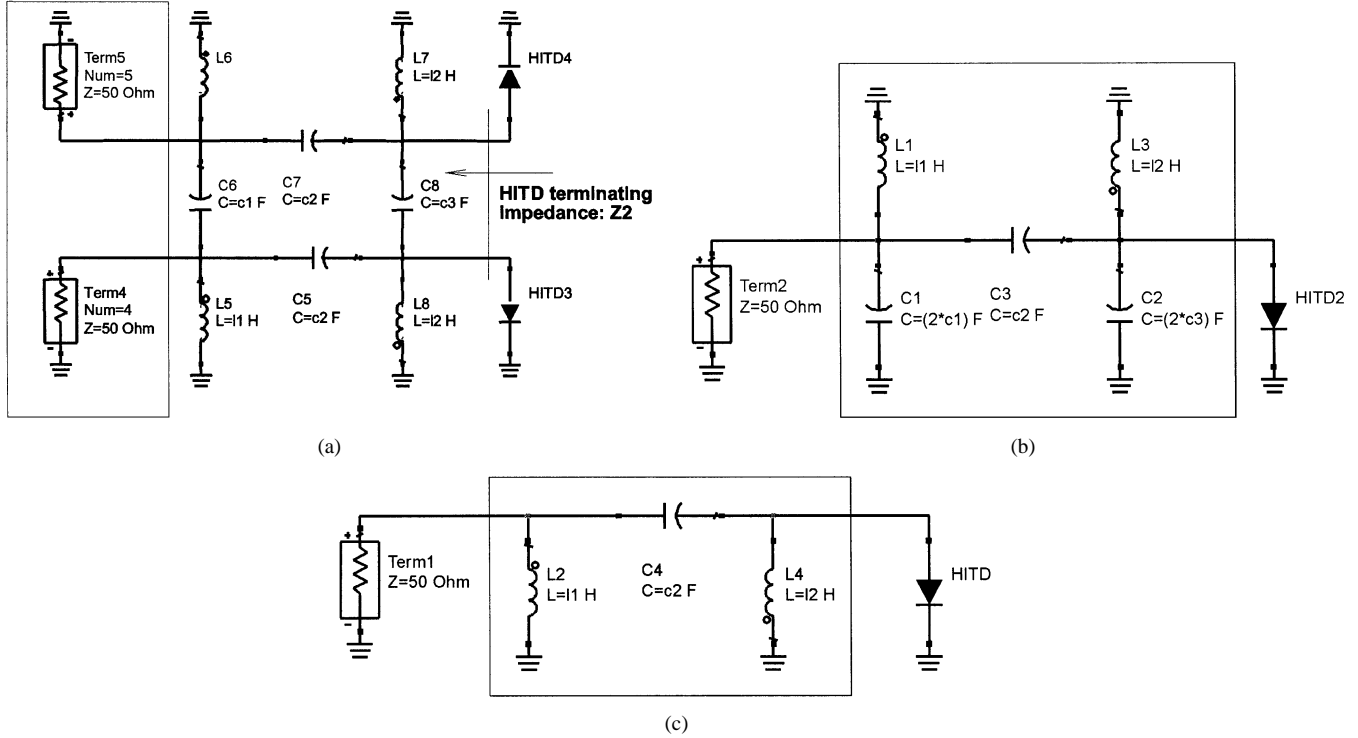 Term5
Num=5
Z=50 Ohm
L6
L7
L=l2 H
HITD4
C6
C=c1 F
C7
C=c2 F
C8
C=c3 F
HITD terminating
impedance: Z2
Term4
Num=4
Z=50 Ohm
L5
L=l1 H
C5
C=c2 F
L8
L=l2 H
HITD3
(a)
L1
L=l1 H
L3
L=l2 H
Term2
Z=50 Ohm
C1
C=(2*c1) F
C3
C=c2 F
C2
C=(2*c3) F
HITD2
(b)
Term1
Z=50 Ohm
L2
L=l1 H
C4
C=c2 F
L4
L=l2 H
HITD
(c)